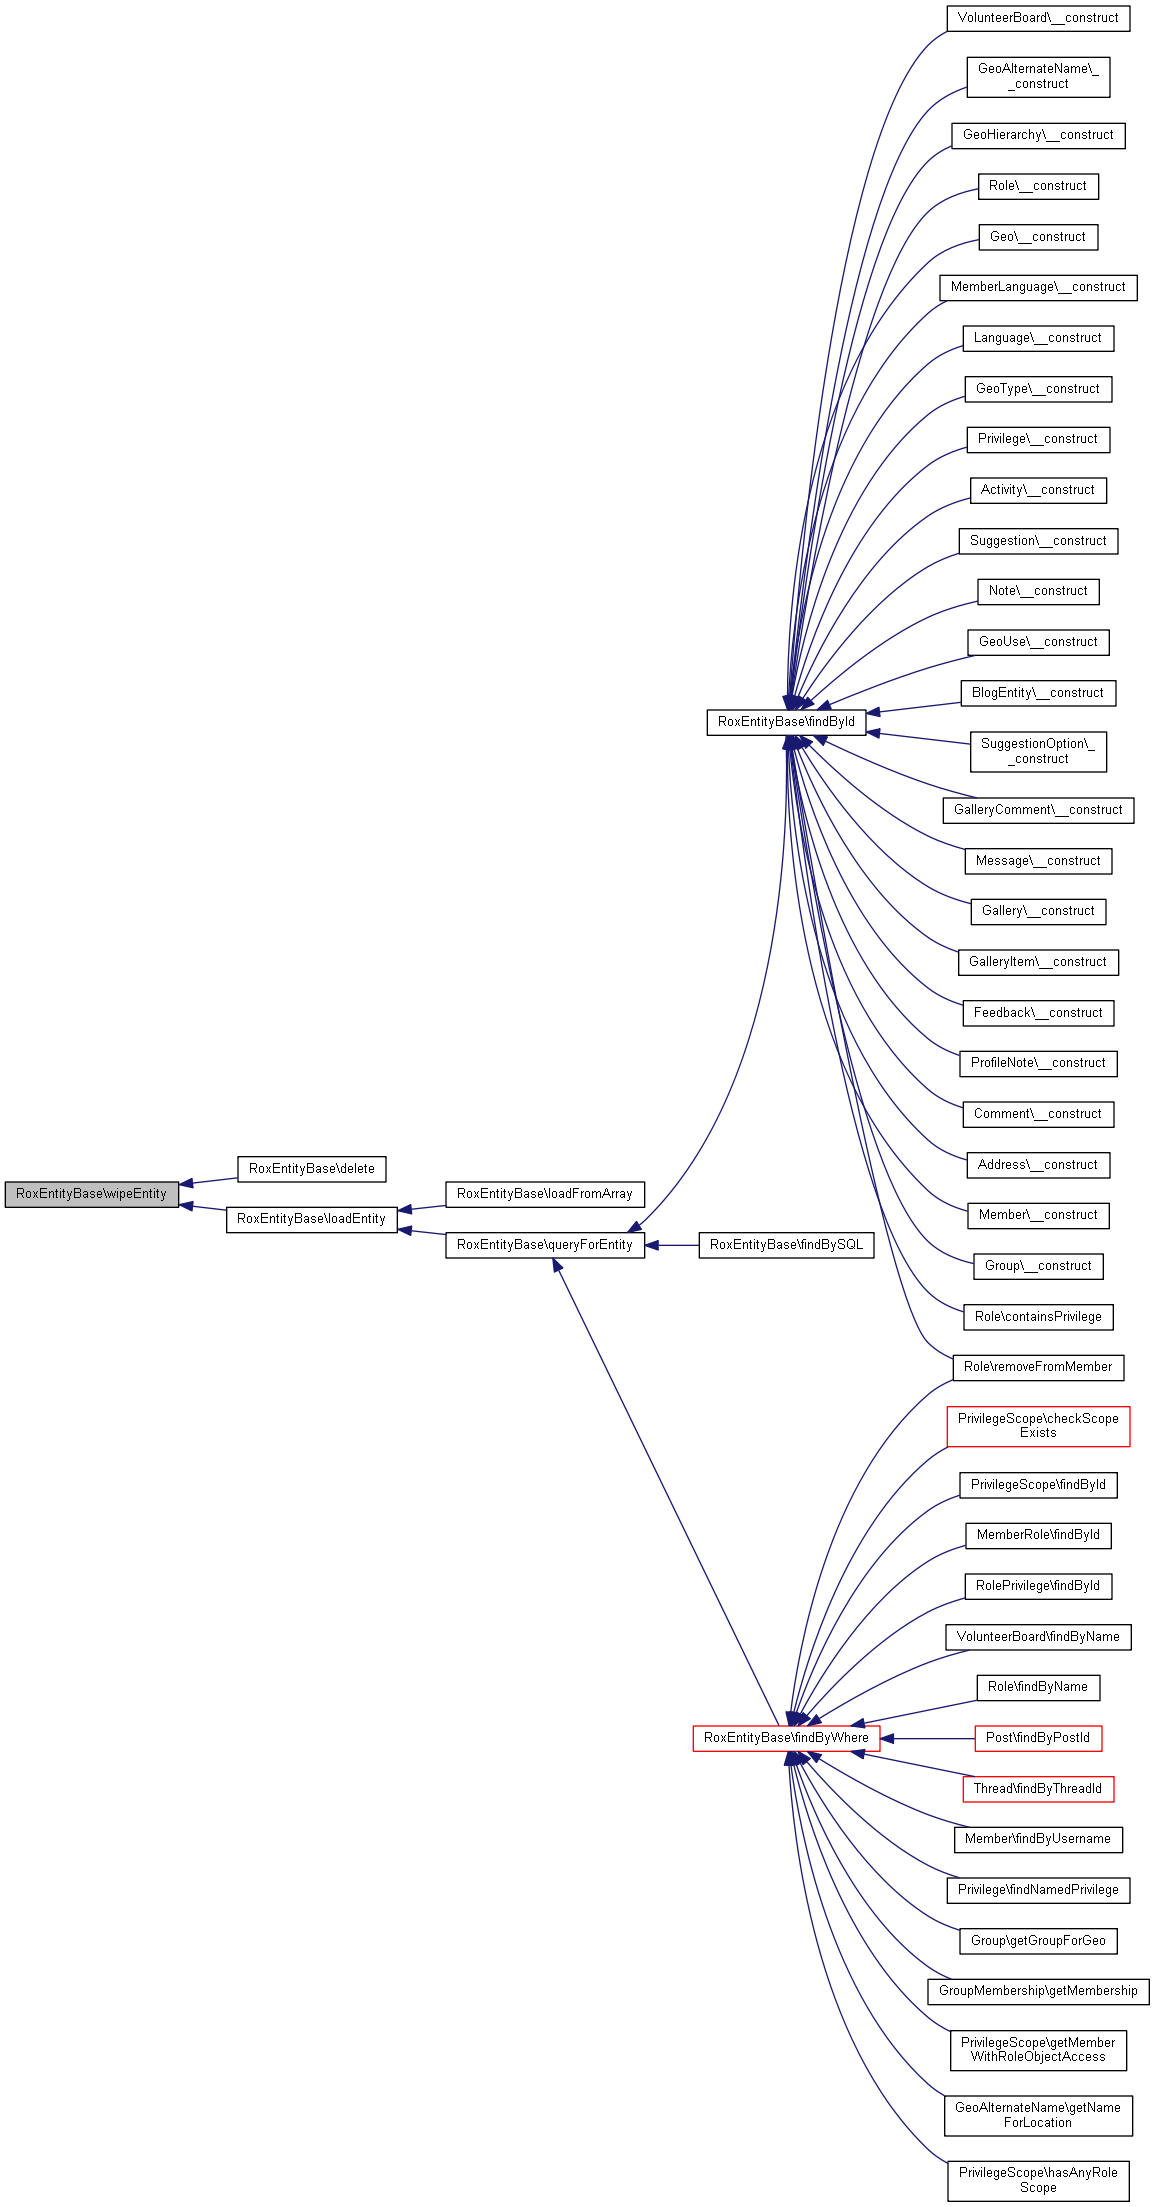 VolunteerBoard\__construct
GeoAlternateName\_
_construct
GeoHierarchy\__construct
Role\__construct
Geo\__construct
MemberLanguage\__construct
Language\__construct
GeoType\__construct
Privilege\__construct
Activity\__construct
Suggestion\__construct
Note\__construct
GeoUse\__construct
BlogEntity\__construct
RoxEntityBase\findById
SuggestionOption\_
_construct
GalleryComment\__construct
Message\__construct
Gallery\__construct
GalleryItem\__construct
Feedback\__construct
ProfileNote\__construct
Comment\__construct
Address\__construct
RoxEntityBase\delete
RoxEntityBase\wipeEntity
RoxEntityBase\loadFromArray
RoxEntityBase\loadEntity
Member\__construct
RoxEntityBase\queryForEntity
RoxEntityBase\findBySQL
Group\__construct
Role\containsPrivilege
Role\removeFromMember
PrivilegeScope\checkScope
Exists
PrivilegeScope\findById
MemberRole\findById
RolePrivilege\findById
VolunteerBoard\findByName
Role\findByName
RoxEntityBase\findByWhere
Post\findByPostId
Thread\findByThreadId
Member\findByUsername
Privilege\findNamedPrivilege
Group\getGroupForGeo
GroupMembership\getMembership
PrivilegeScope\getMember
WithRoleObjectAccess
GeoAlternateName\getName
ForLocation
PrivilegeScope\hasAnyRole
Scope